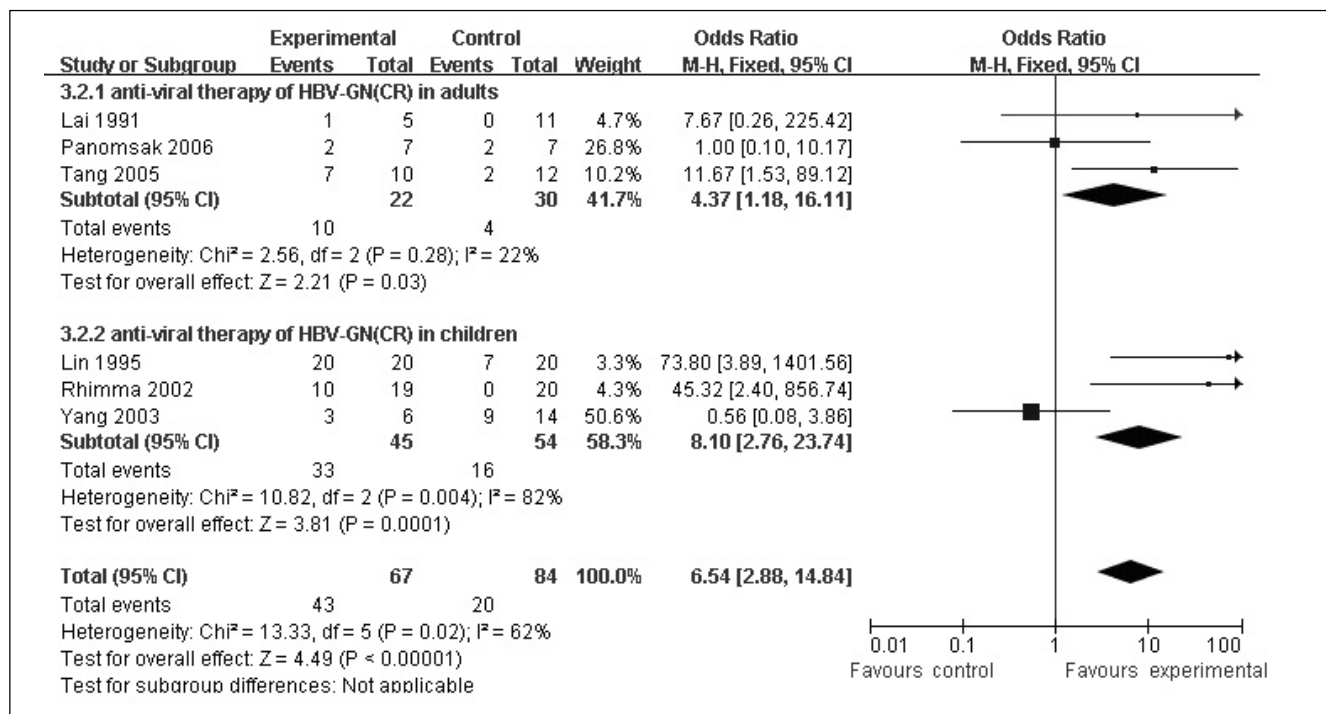 Experimental Control Odds Ratio Odds Ratio
Study or Subgroup Events Total Events Total Weight M-H, Fixed, 95% CI M-H, Fixed, 95% CI
3.2.1 anti-viral therapy of HBV-GN(CR) in adults
Lai 1991 1 5 0 11 4.7% 7.67 [0.26, 225.42]
Panomsak 2006 2 7 2 7 26.8% 1.00 [0.10, 10.17]
Tang 2005 7 10 2 12 10.2% 11.67 [1.53, 89.12]
Subtotal (95% CI) 22 30 41.7% 4.37 [1.18, 16.11]
Total events 10 4
Heterogeneity: Chi² = 2.56, df = 2 (P = 0.28); I² = 22%
Test for overall effect: Z = 2.21 (P = 0.03)
3.2.2 anti-viral therapy of HBV-GN(CR) in children
Lin 1995 20 20 7 20 3.3% 73.80 [3.89, 1401.56]
Rhimma 2002 10 19 0 20 4.3% 45.32 [2.40, 856.74]
Yang 2003 3 6 9 14 50.6% 0.56 [0.08, 3.86]
Subtotal (95% CI) 45 54 58.3% 8.10 [2.76, 23.74]
Total events 33 16
Heterogeneity: Chi² = 10.82, df = 2 (P = 0.004); I² = 82%
Test for overall effect: Z = 3.81 (P = 0.0001)
Total (95% CI) 67 84 100.0% 6.54 [2.88, 14.84]
Total events 43 20
Heterogeneity: Chi² = 13.33, df = 5 (P = 0.02); I² = 62%
Test for overall effect: Z = 4.49 (P < 0.00001)
Test for subgroup differences: Not applicable
0.01 0.1 1 10 100
Favours control Favours experimental